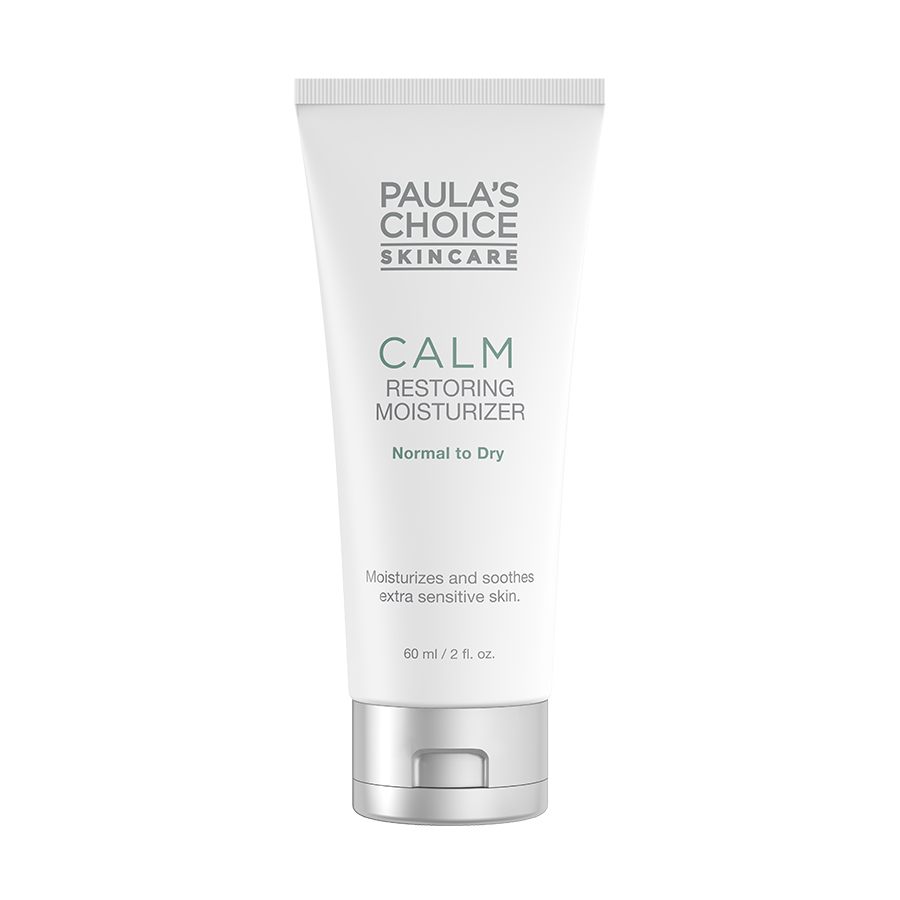 PAULA'S
CHOICE
SKINCARE
CALM
RESTORING
MOISTURIZER
Normal to Dry
Moisturizes and soothes
extra sensitive skin.
60 ml / 2 fl. oz.